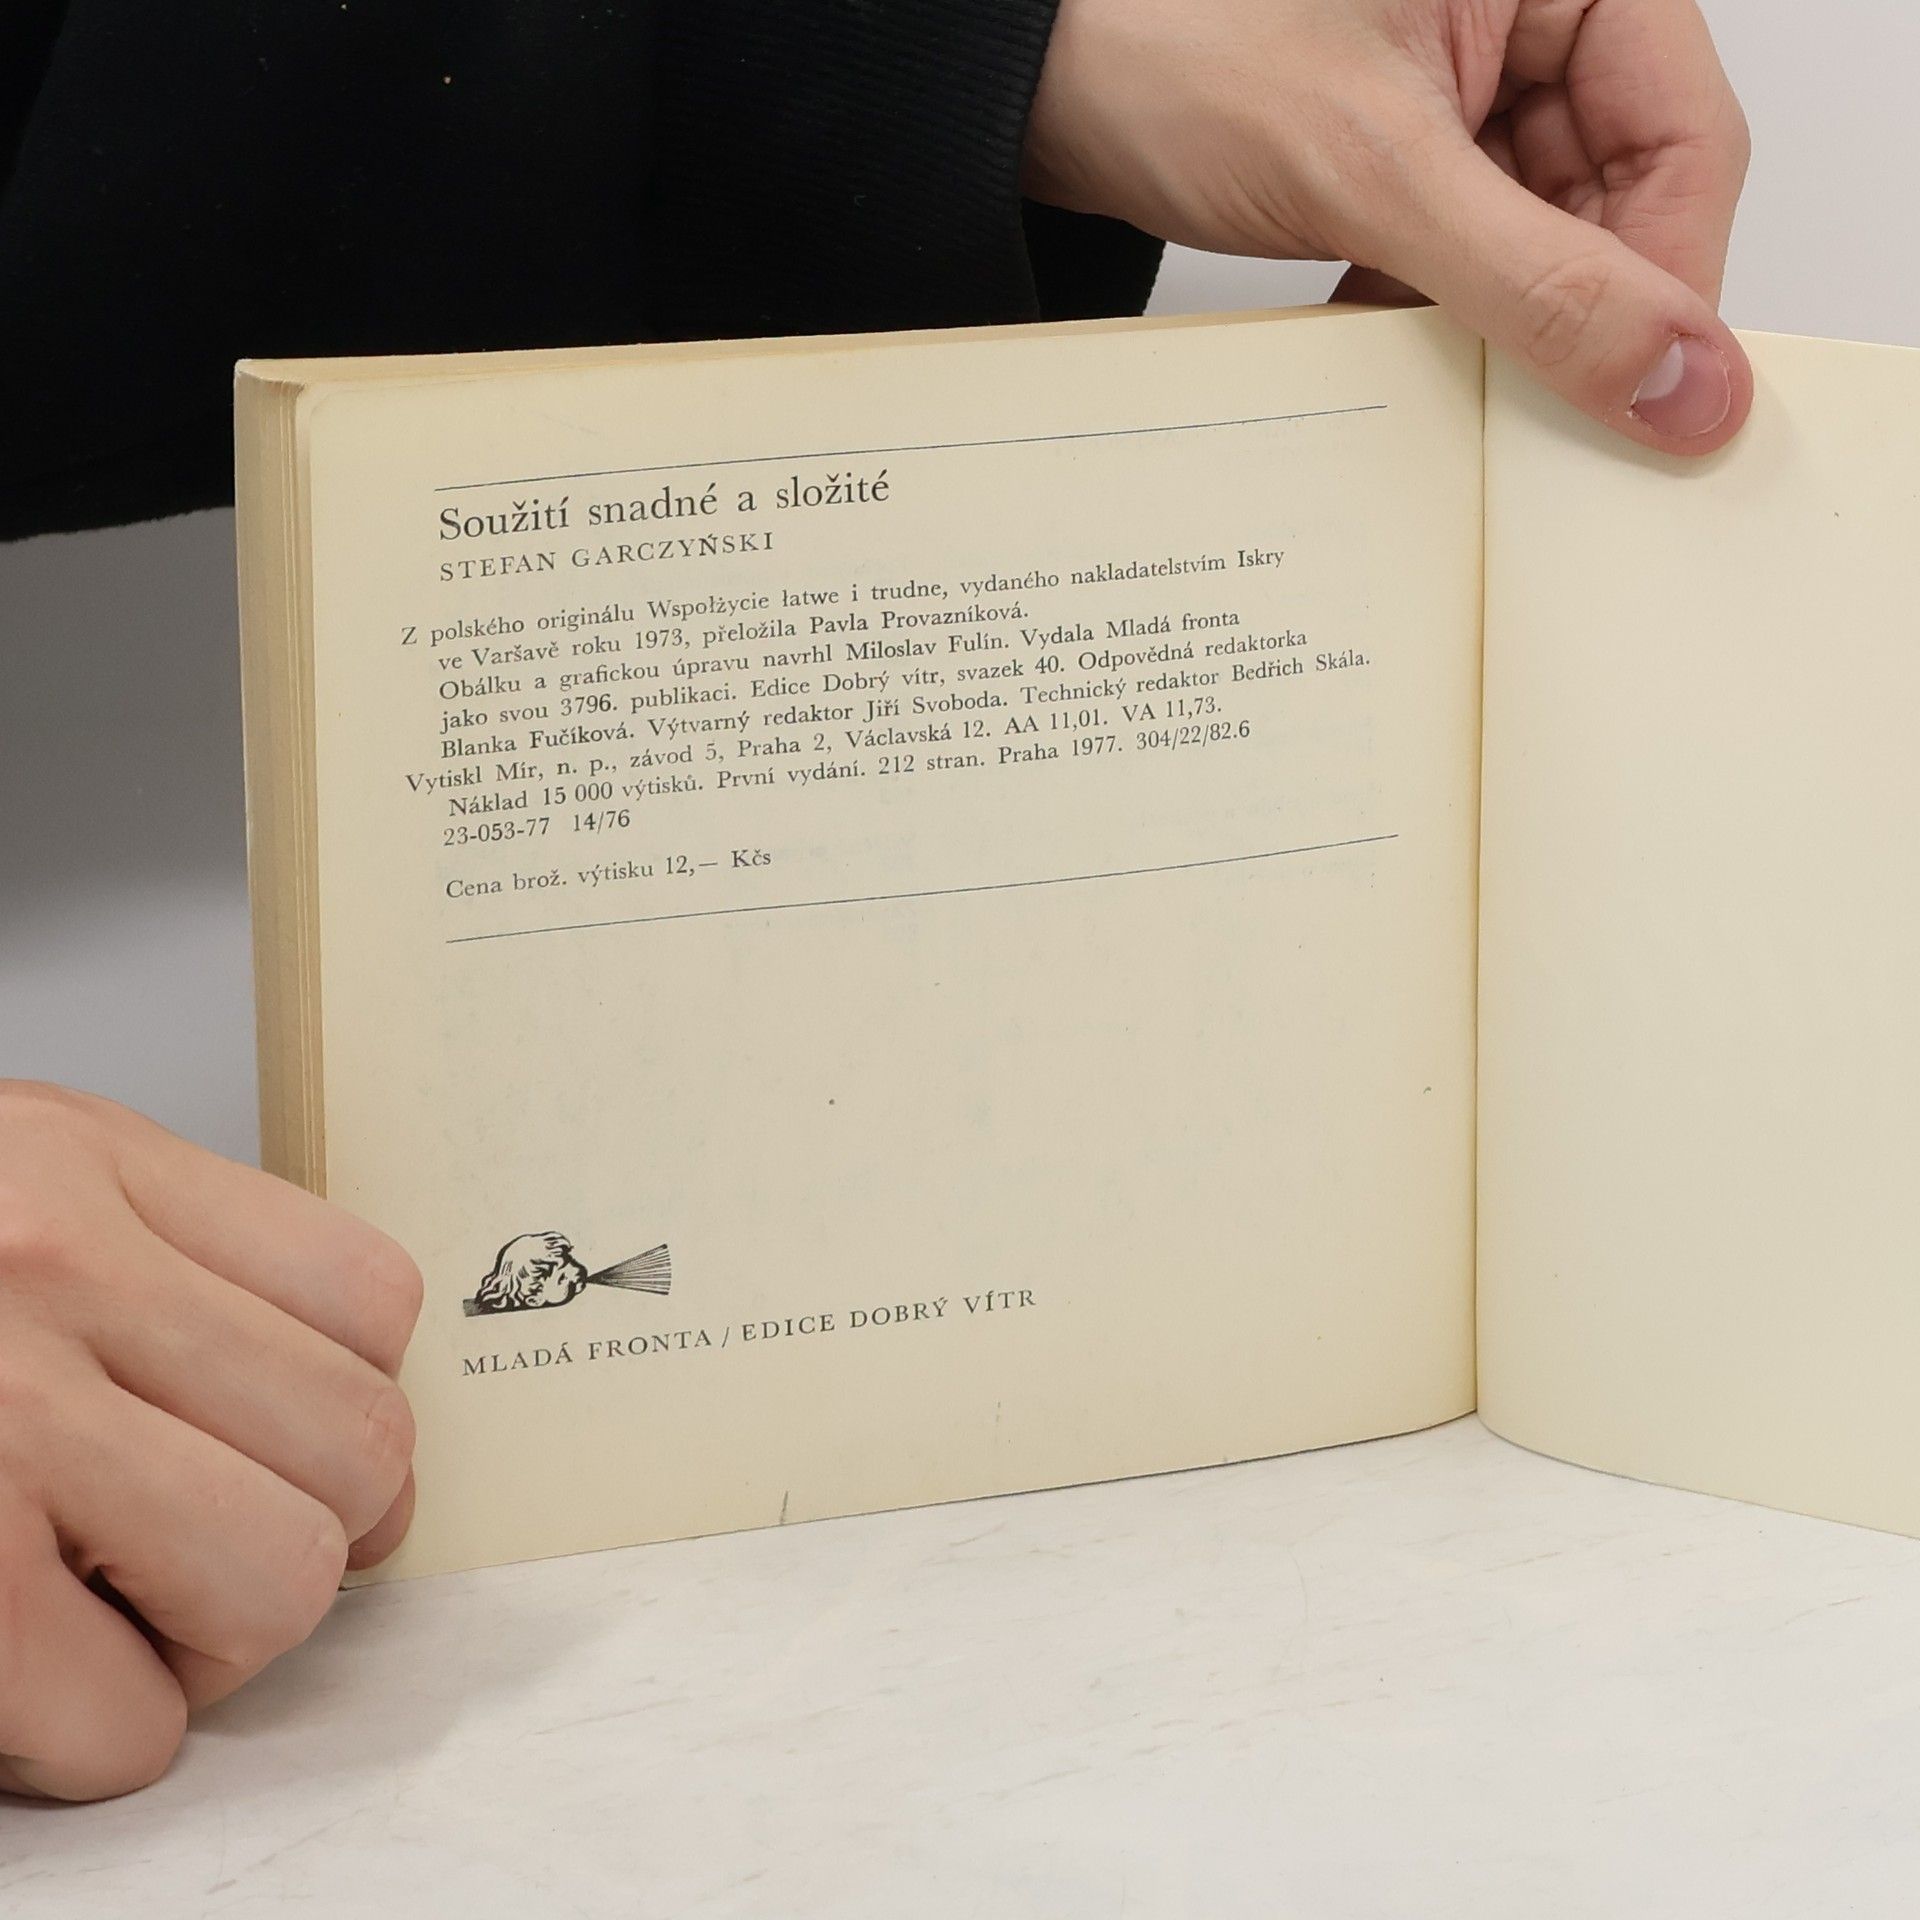 Soužití snadné a složité
STEFAN GARCZYŃSKI
Z polského originálu Wspołżycie łatwe i trudne, vydaného nakladatelstvím Iskry
ve Varšavě roku 1973, přeložila Pavla Provazníková.
Obálku a grafickou úpravu navrhl Miloslav Fulín. Vydala Mladá fronta
jako svou 3796. publikaci. Edice Dobrý vítr, svazek 40. Odpovědná redaktorka
Blanka Fučíková. Výtvarný redaktor Jiří Svoboda. Technický redaktor Bedřich Skála.
Vytiskl Mír, n. p., závod 5, Praha 2, Václavská 12. AA 11,01. VA 11,73.
Náklad 15 000 výtisků. První vydání. 212 stran. Praha 1977. 304/22/82.6
23-053-77 14/76
Cena brož. výtisku 12,— Kčs
MLADÁ FRONTA / EDICE DOBRÝ VÍTR